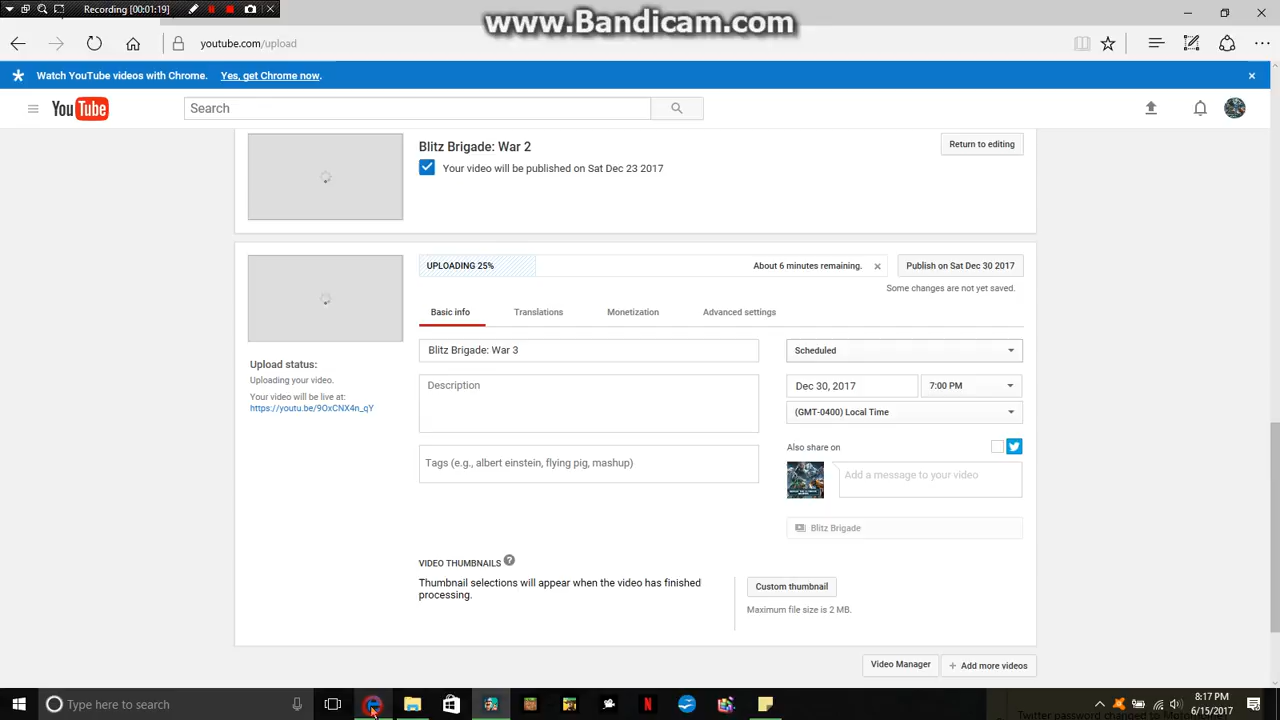 www.Bandicam.com
Recording [00:01:19]
youtube.com/upload
Watch YouTube videos with Chrome. Yes, get Chrome now.
YouTube
Search
Blitz Brigade: War 2
Return to editing
Your video will be published on Sat Dec 23 2017
UPLOADING 25%
About 6 minutes remaining.
Publish on Sat Dec 30 2017
Some changes are not yet saved.
Basic info
Translations
Monetization
Advanced settings
Blitz Brigade: War 3
Scheduled
Upload status:
Uploading your video.
Your video will be live at:
https://youtu.be/9OxCNX4n_qY
Description
Dec 30, 2017
7:00 PM
(GMT-0400) Local Time
Also share on
Tags (e.g., albert einstein, flying pig, mashup)
Add a message to your video
Blitz Brigade
VIDEO THUMBNAILS ?
Thumbnail selections will appear when the video has finished
processing.
Custom thumbnail
Maximum file size is 2 MB.
Video Manager
+ Add more videos
Type here to search
8:17 PM
6/15/2017
Twitter password changed to